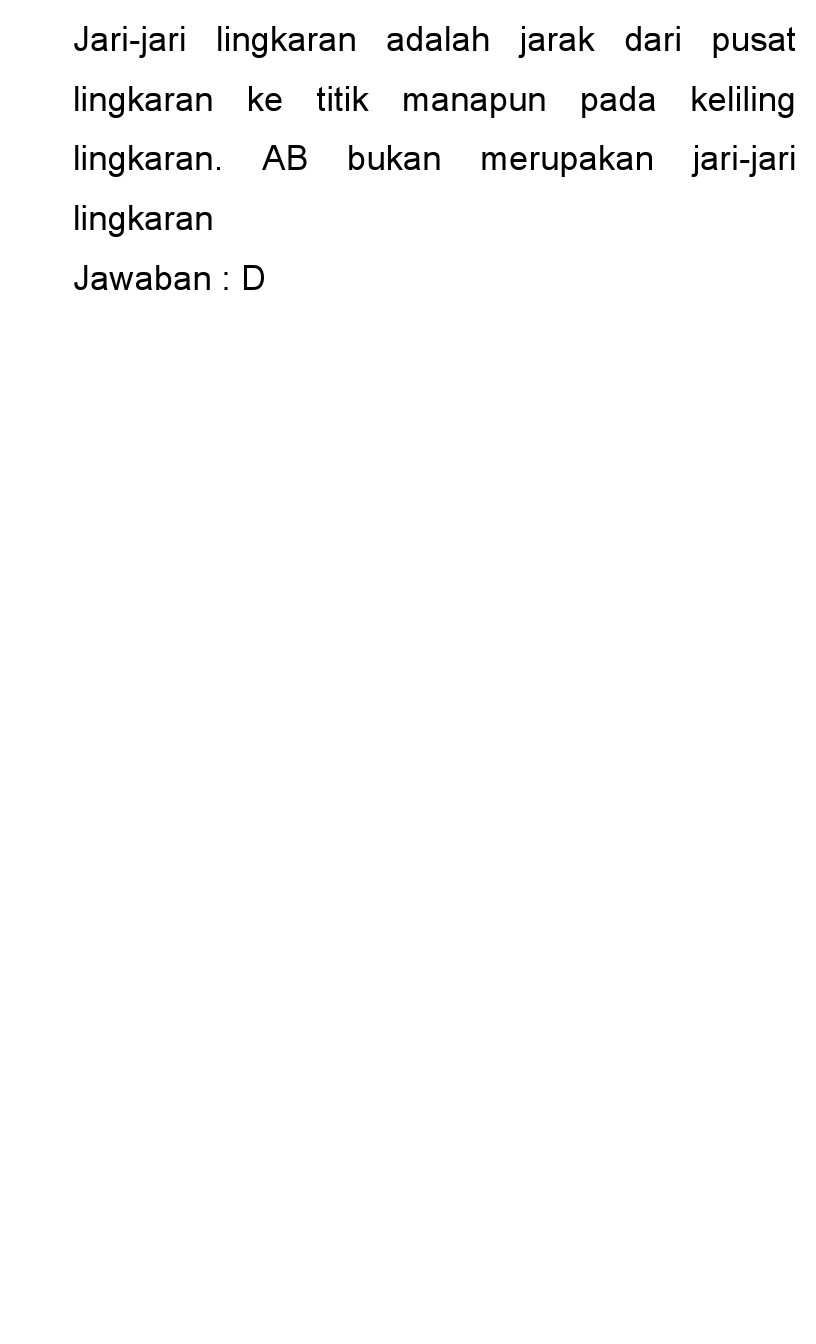 Jari-jari lingkaran adalah jarak dari pusat
lingkaran ke titik manapun pada keliling
lingkaran. AB bukan merupakan jari-jari
lingkaran
Jawaban : D